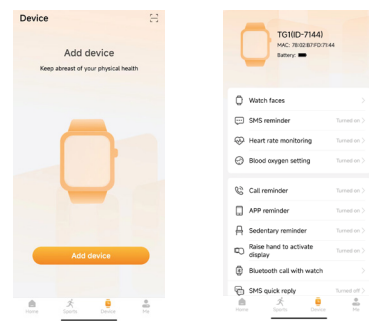 Device
Add device
Keep abreast of your physical health
Add device
Home
Sports
Device
Me
TG1(ID-7144)
MAC: 78:02:B7:FD:71:44
Battery:
Watch faces
SMS reminder
Turned on
Heart rate monitoring
Turned on
Blood oxygen setting
Turned on
Call reminder
Turned on
APP reminder
Turned on
Sedentary reminder
Turned on
Raise hand to activate
display
Turned on
Bluetooth call with watch
SMS quick reply
Turned off
Home
Sports
Device
Me